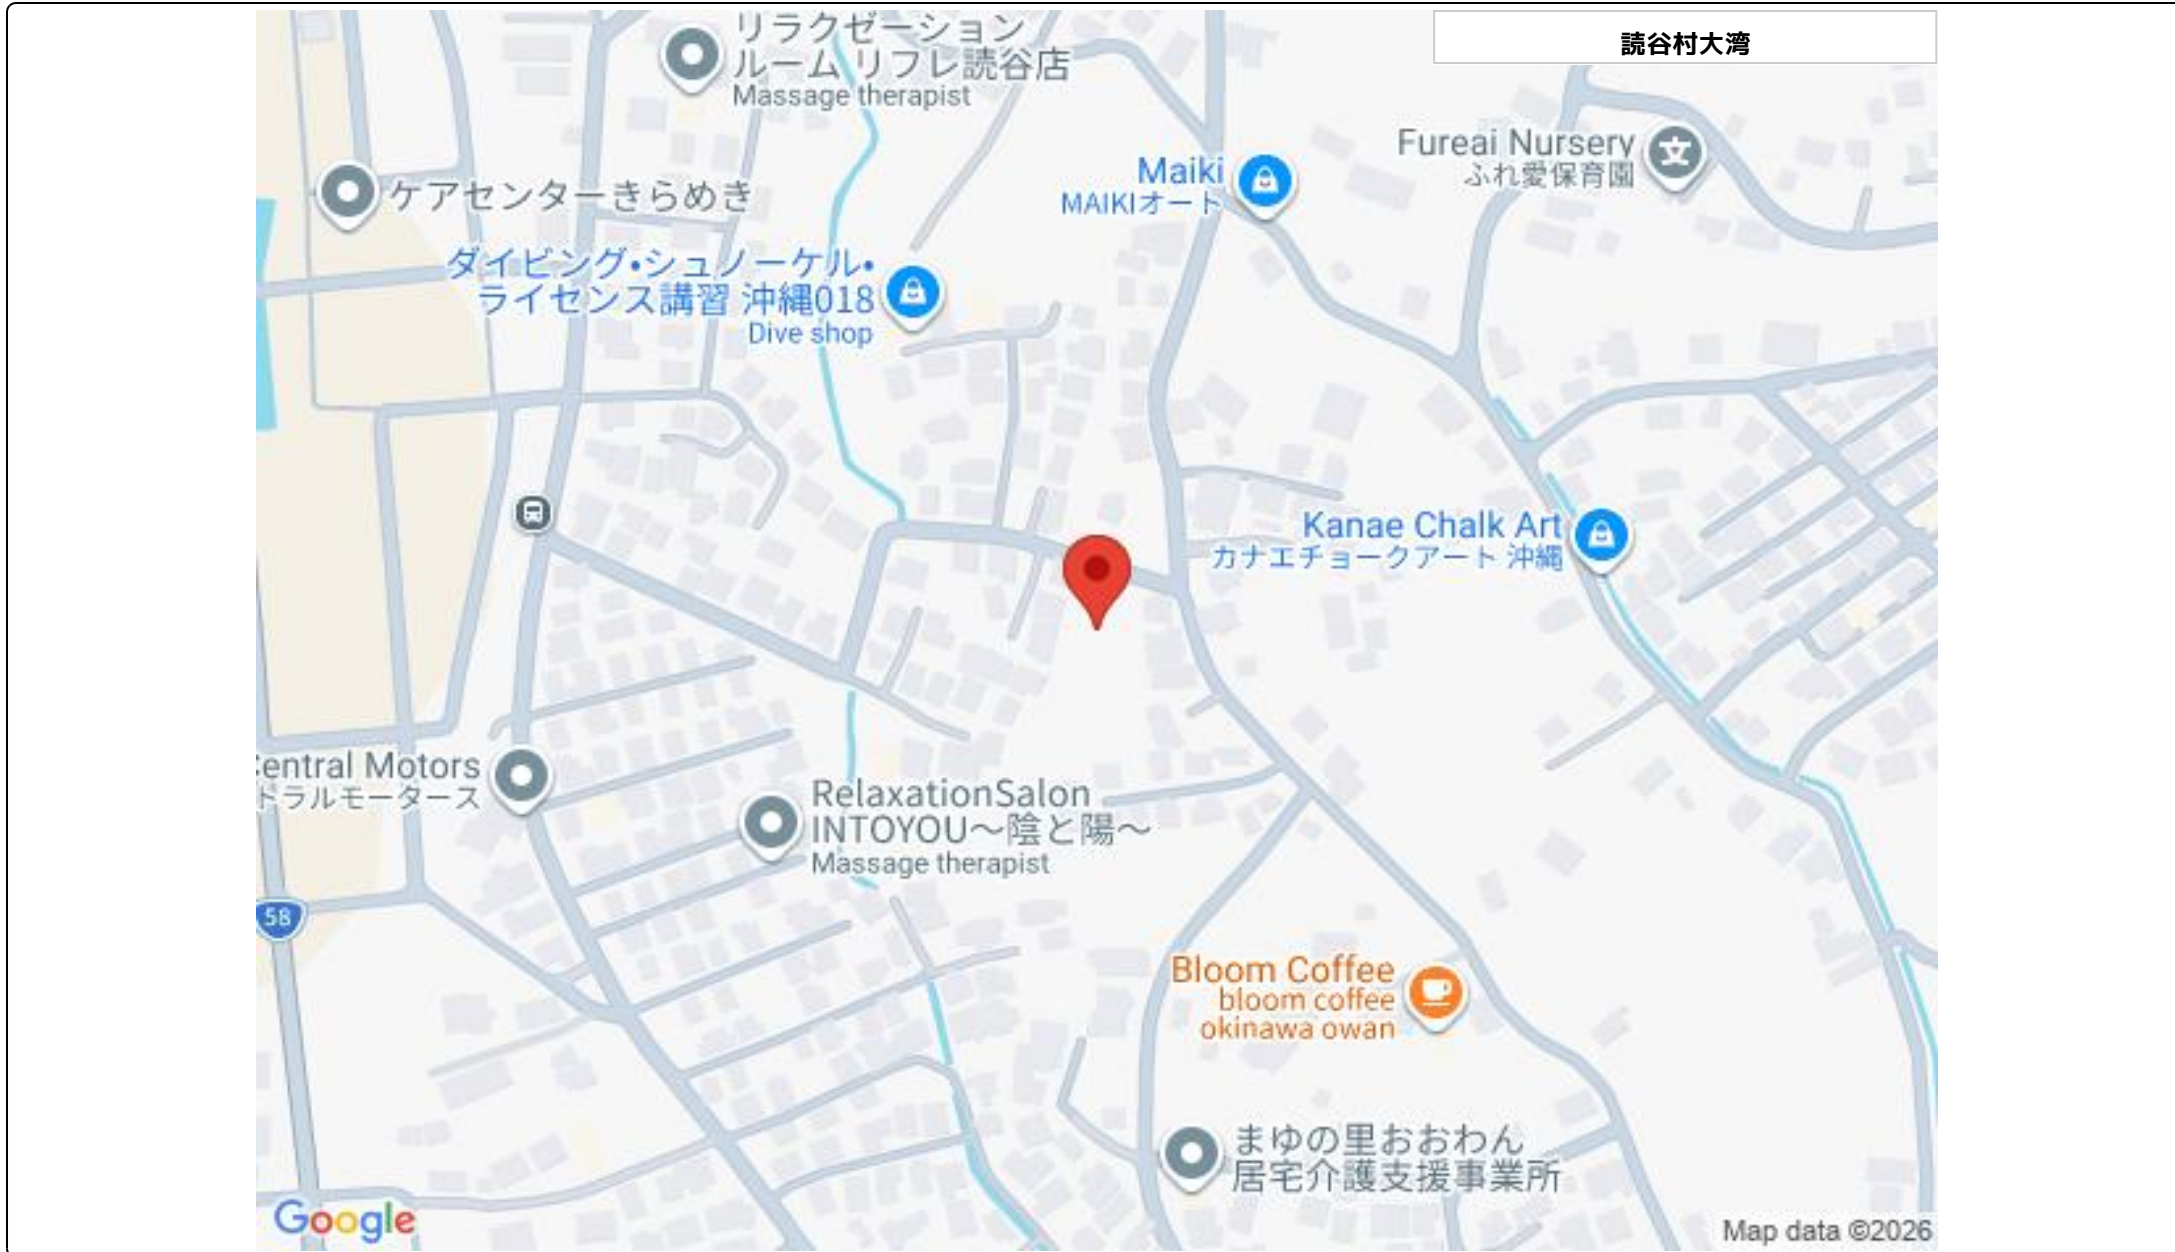 読谷村大湾
リラクゼーション
ルーム リフレ読谷店
Massage therapist
Fureai Nursery
ふれ愛保育園
Maiki
MAIKIオート
ケアセンターきらめき
ダイビング•シュノーケル•
ライセンス講習 沖縄018
Dive shop
Kanae Chalk Art
カナエチョークアート 沖縄
entral Motors
トラルモータース
RelaxationSalon
INTOYOU～陰と陽～
Massage therapist
58
Bloom Coffee
bloom coffee
okinawa owan
まゆの里おおわん
居宅介護支援事業所
Google
Map data ©2026